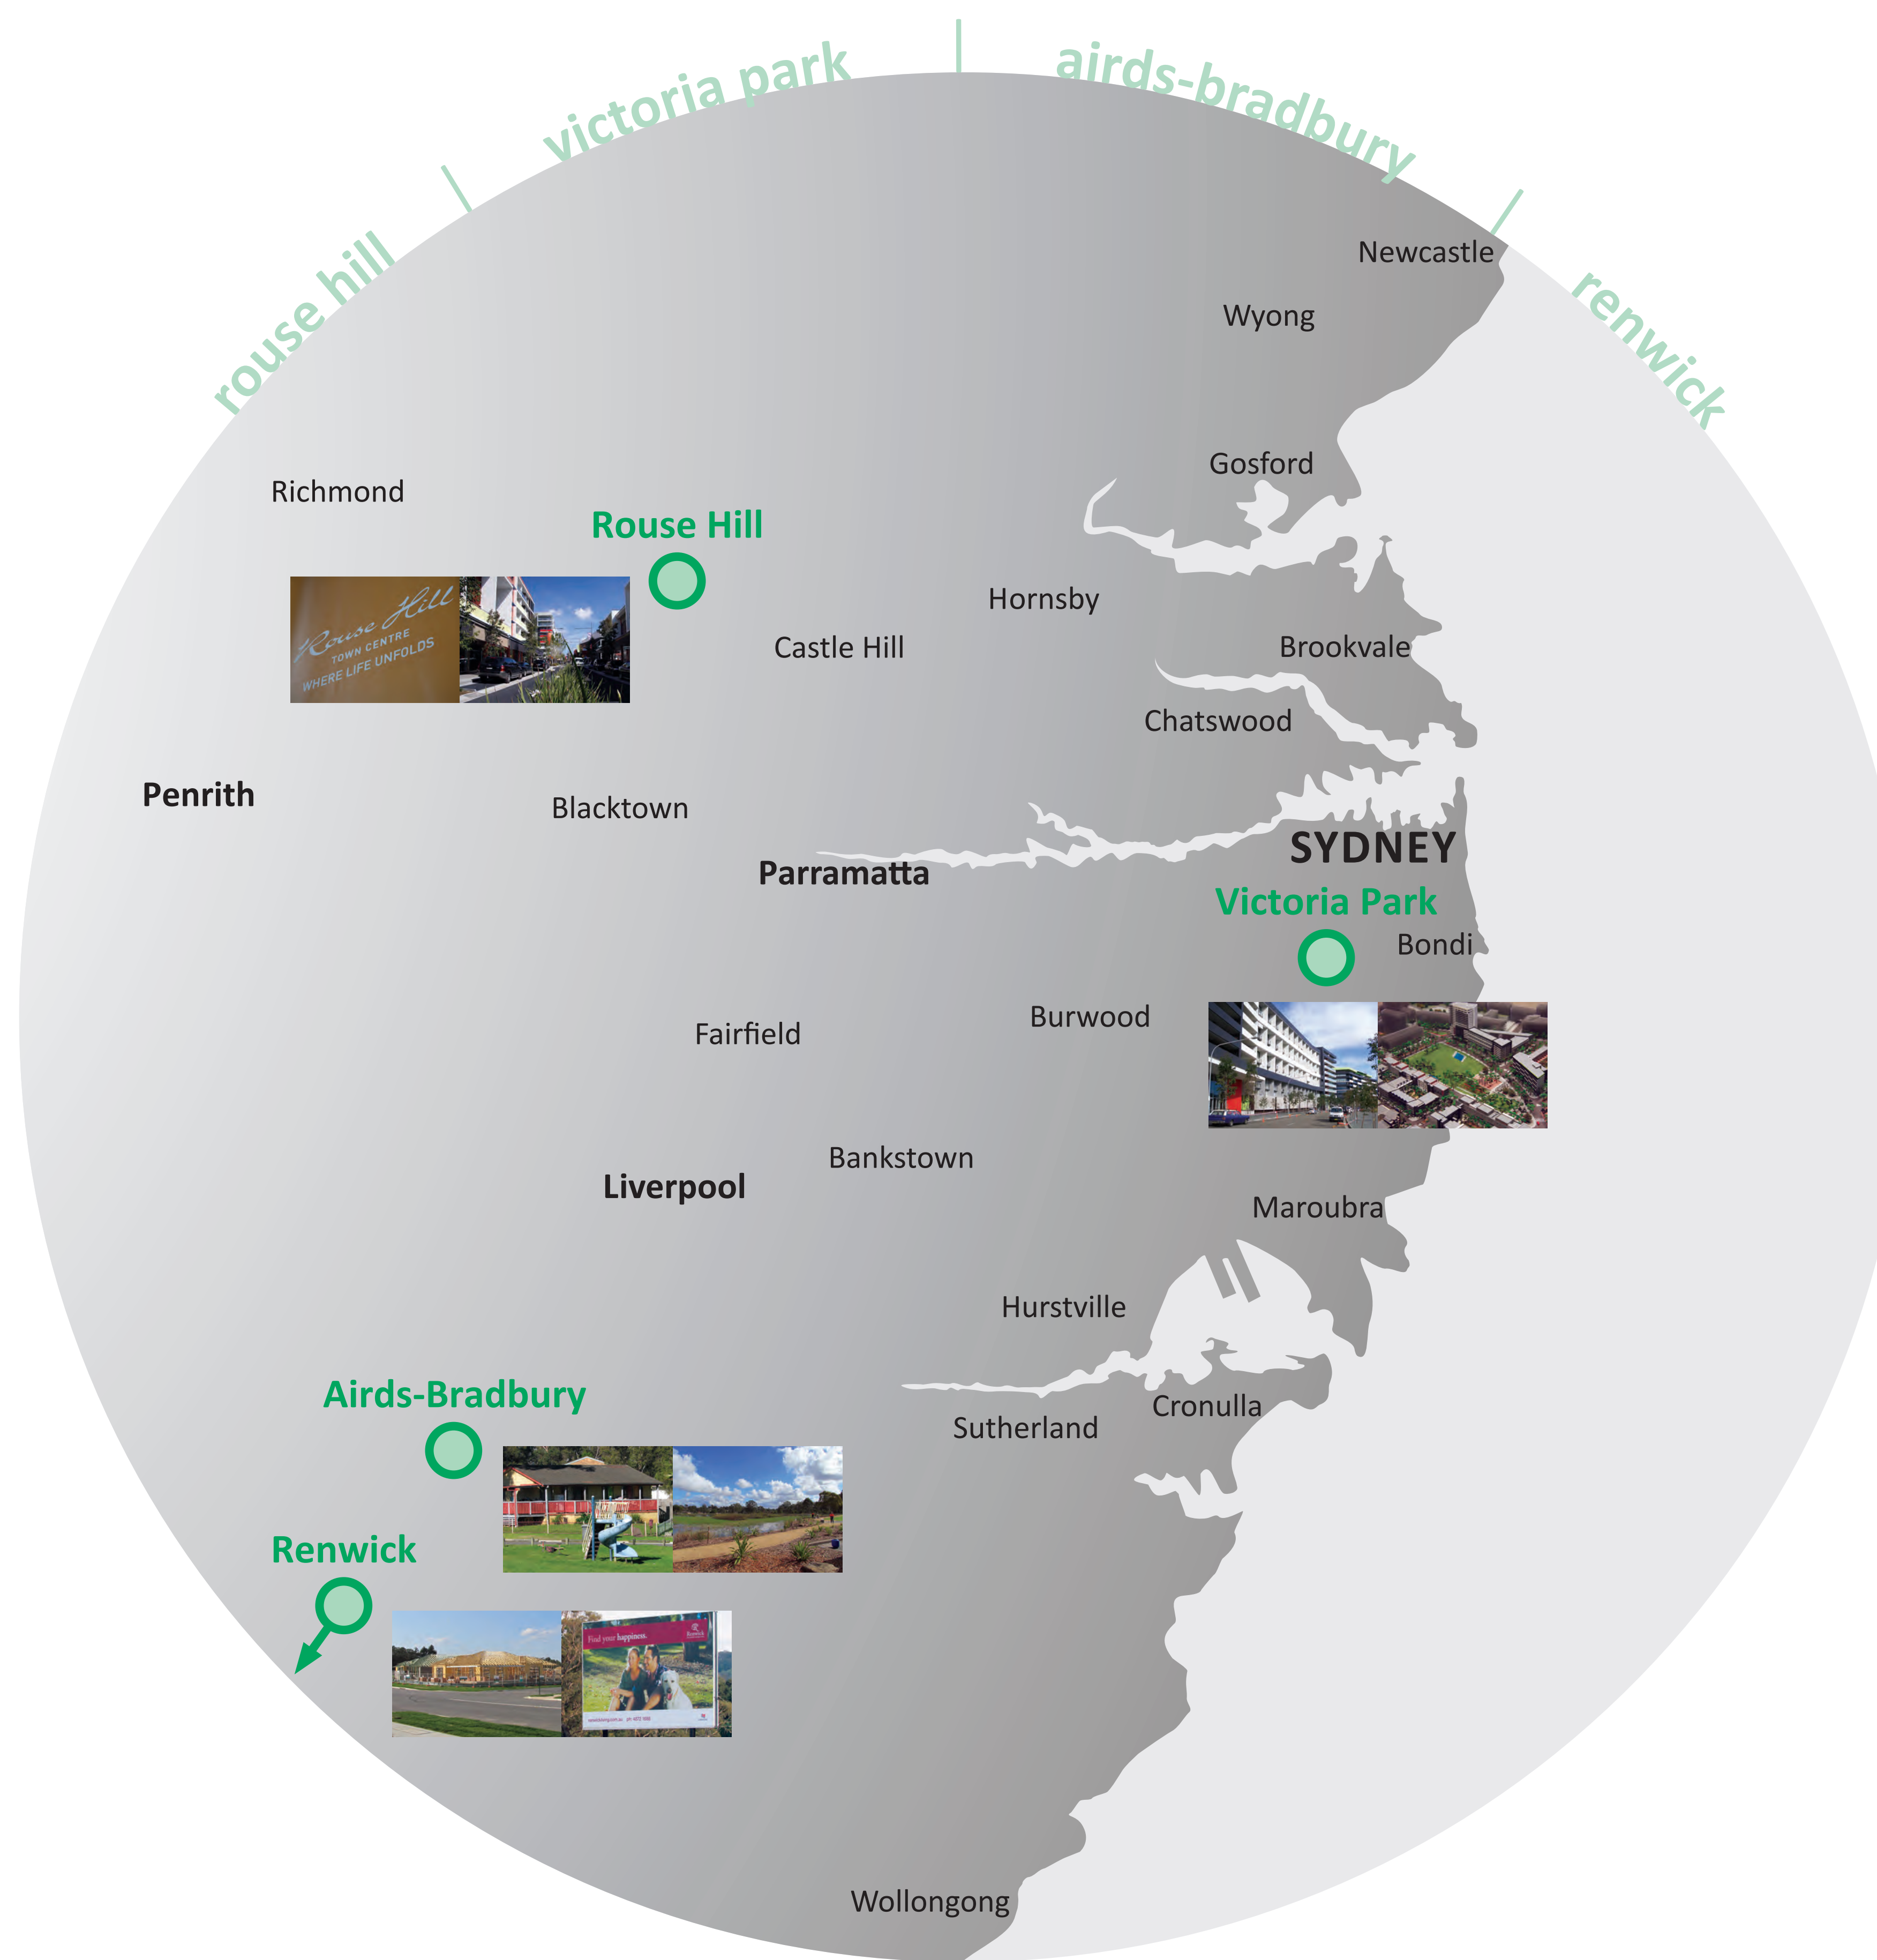 rouse hill
victoria park
airds-bradbury
renwick
Newcastle
Wyong
Gosford
Richmond
Rouse Hill
Rouse Hill
TOWN CENTRE
WHERE LIFE UNFOLDS
Hornsby
Castle Hill
Brookvale
Chatswood
Penrith
Blacktown
SYDNEY
Parramatta
Victoria Park
Bondi
Burwood
Fairfield
Bankstown
Liverpool
Maroubra
Hurstville
Airds-Bradbury
Cronulla
Sutherland
Renwick
Find your happiness.
Renwick
Wollongong